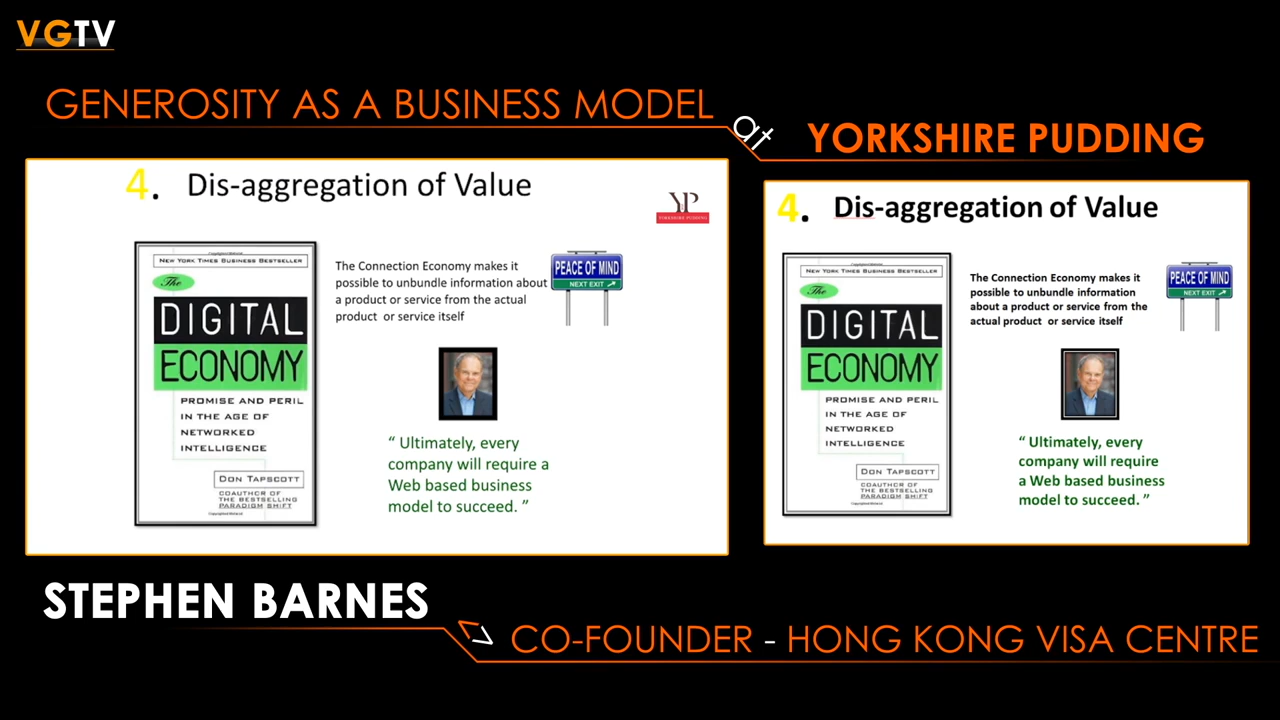 VGTV
GENEROSITY AS A BUSINESS MODEL
at
YORKSHIRE PUDDING
4. Dis-aggregation of Value
YP
YORKSHIRE PUDDING
NEW YORK TIMES BUSINESS BESTSELLER
The
DIGITAL
ECONOMY
PROMISE AND PERIL
IN THE AGE OF
NETWORKED
INTELLIGENCE
DON TAPSCOTT
COAUTHOR OF
THE BESTSELLING
PARADIGM SHIFT
The Connection Economy makes it
possible to unbundle information about
a product or service from the actual
product or service itself
PEACE OF MIND
NEXT EXIT
“ Ultimately, every
company will require a
Web based business
model to succeed. ”
4. Dis-aggregation of Value
NEW YORK TIMES BUSINESS BESTSELLER
The
DIGITAL
ECONOMY
PROMISE AND PERIL
IN THE AGE OF
NETWORKED
INTELLIGENCE
DON TAPSCOTT
COAUTHOR OF
THE BESTSELLING
PARADIGM SHIFT
The Connection Economy makes it
possible to unbundle information
about a product or service from the
actual product or service itself
PEACE OF MIND
NEXT EXIT
“ Ultimately, every
company will require
a Web based business
model to succeed. ”
STEPHEN BARNES
CO-FOUNDER - HONG KONG VISA CENTRE